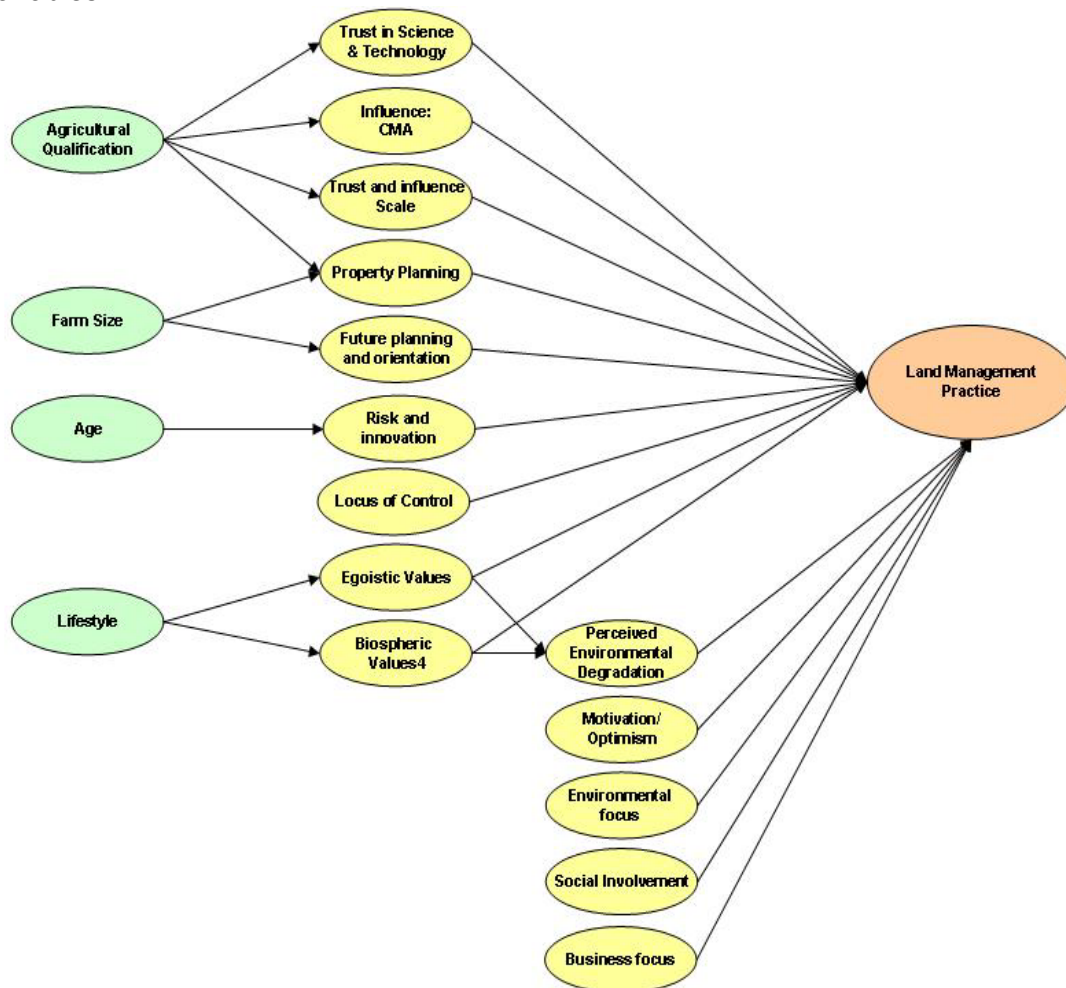 Trust in Science
& Technology
Agricultural
Qualification
Influence:
CMA
Trust and influence
Scale
Property Planning
Farm Size
Future planning
and orientation
Land Management
Practice
Age
Risk and
innovation
Locus of Control
Egoistic Values
Lifestyle
Biospheric
Values4
Perceived
Environmental
Degradation
Motivation/
Optimism
Environmental
focus
Social Involvement
Business focus